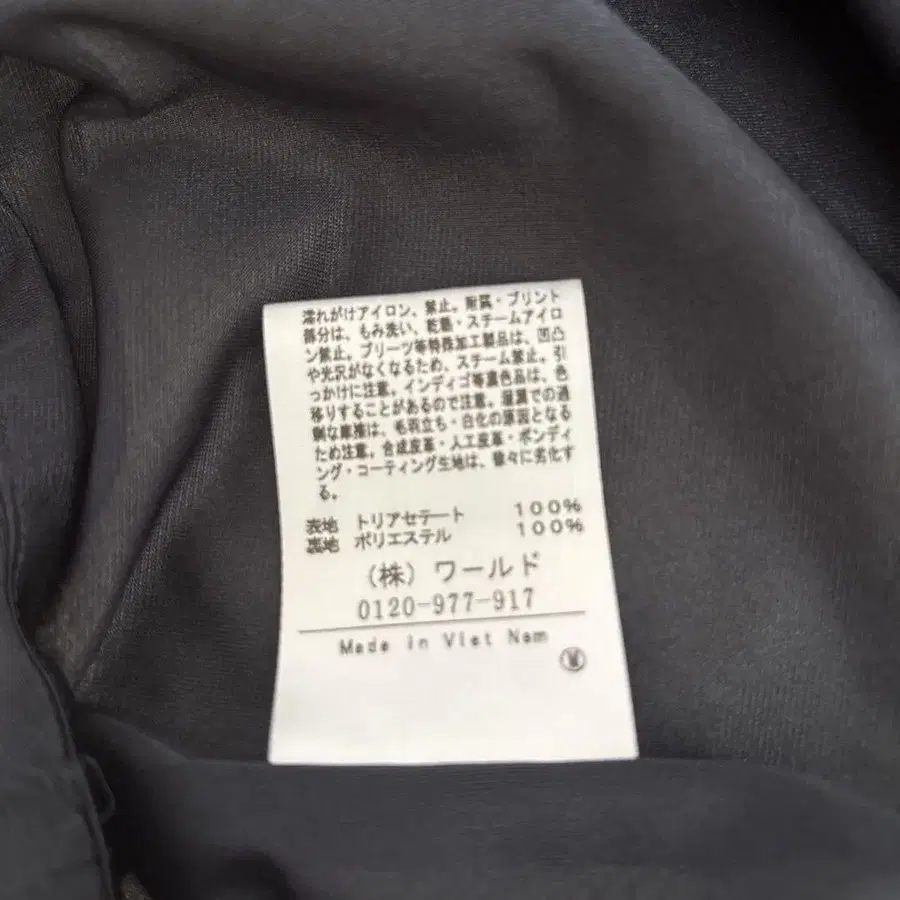 濡れがけアイロン、禁止。耐腐・プリント
部分は、もみ洗い、乾燥・スチームアイロ
ン禁止。プリーツ等特殊加工製品は、凹凸
や光沢がなくなるため、スチーム禁止。引
っかけに注意。インディゴ等濃色品は、色
移りすることがあるので注意。湿潤での過
剰な摩擦は、毛羽立ち・白化の原因となる
ため注意。合成皮革・人工皮革・ボンディ
ング・コーティング生地は、徐々に劣化す
る。
表地 トリアセテート 100%
裏地 ポリエステル 100%
(株) ワールド
0120-977-917
Made in Viet Nam